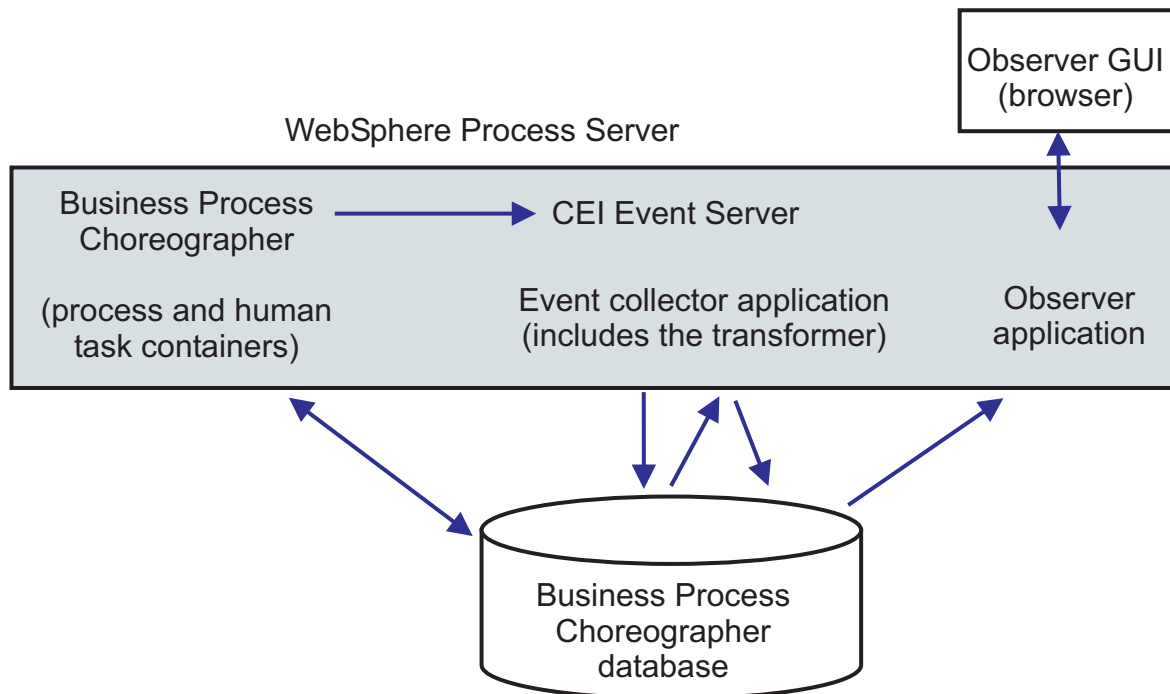 Observer GUI
(browser)
WebSphere Process Server
Business Process
Choreographer
CEI Event Server
(process and human
task containers)
Event collector application
(includes the transformer)
Observer
application
Business Process
Choreographer
database